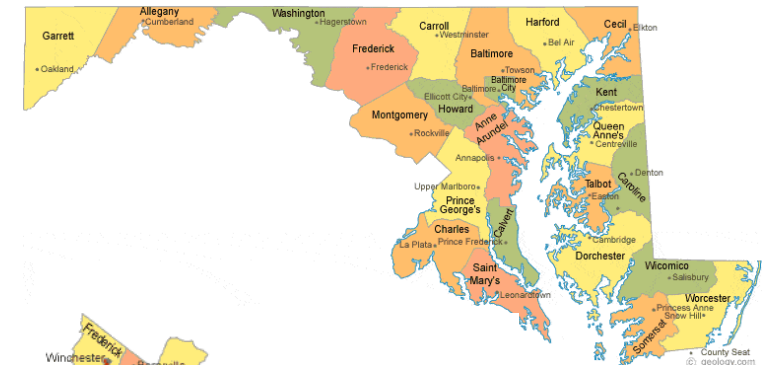 Allegany
Cumberland
Washington
Hagerstown
Garrett
Oakland
Frederick
Frederick
Carroll
Westminster
Baltimore
Towson
Harford
Bel Air
Cecil
Elkton
Baltimore
City
Baltimore
Ellicott City
Howard
Montgomery
Rockville
Anne
Arundel
Annapolis
Kent
Chestertown
Queen
Anne's
Centreville
Upper Marlboro
Prince
George's
Talbot
Easton
Caroline
Denton
Charles
La Plata
Prince Frederick
Calvert
Saint
Mary's
Leonardtown
Cambridge
Dorchester
Wicomico
Salisbury
Worcester
Princess Anne
Snow Hill
Somerset
Frederick
Winchester
County Seat
© geology.com